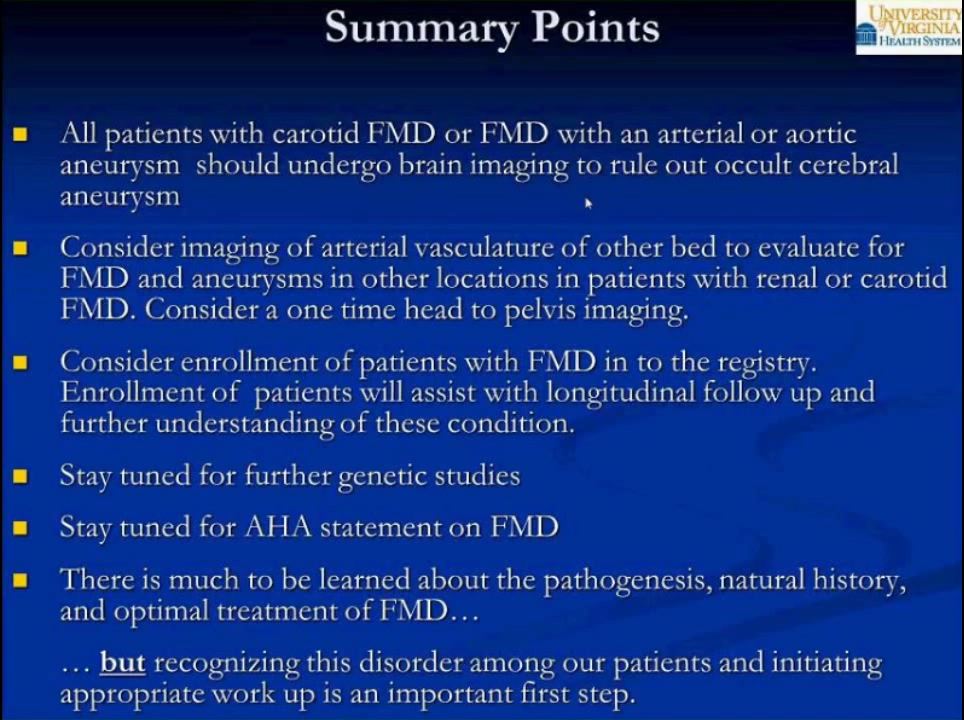 Summary Points
UNIVERSITY
of VIRGINIA
HEALTH SYSTEM
All patients with carotid FMD or FMD with an arterial or aortic
aneurysm should undergo brain imaging to rule out occult cerebral
aneurysm
Consider imaging of arterial vasculature of other bed to evaluate for
FMD and aneurysms in other locations in patients with renal or carotid
FMD. Consider a one time head to pelvis imaging.
Consider enrollment of patients with FMD in to the registry.
Enrollment of patients will assist with longitudinal follow up and
further understanding of these condition.
Stay tuned for further genetic studies
Stay tuned for AHA statement on FMD
There is much to be learned about the pathogenesis, natural history,
and optimal treatment of FMD…
… but recognizing this disorder among our patients and initiating
appropriate work up is an important first step.